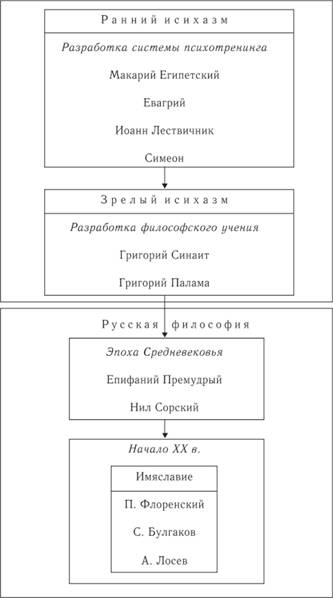 Ранний исихазм
Разработка системы психотренинга
Макарий Египетский
Евагрий
Иоанн Лествичник
Симеон
Зрелый исихазм
Разработка философского учения
Григорий Синаит
Григорий Палама
Русская философия
Эпоха Средневековья
Епифаний Премудрый
Нил Сорский
Начало XX в.
Имяславие
П. Флоренский
С. Булгаков
А. Лосев